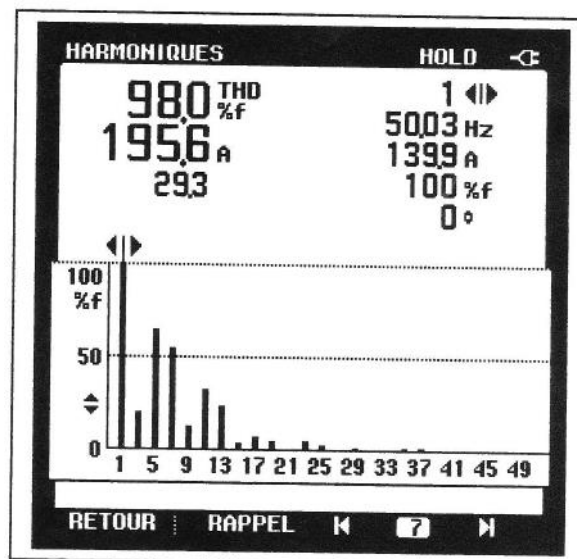 HARMONIQUES HOLD
98.0 THD %f
195.6 A
29.3
1
50.03 Hz
139.9 A
100 %f
0 °
100
%f
50
0
1 5 9 13 17 21 25 29 33 37 41 45 49
RETOUR RAPPEL 7